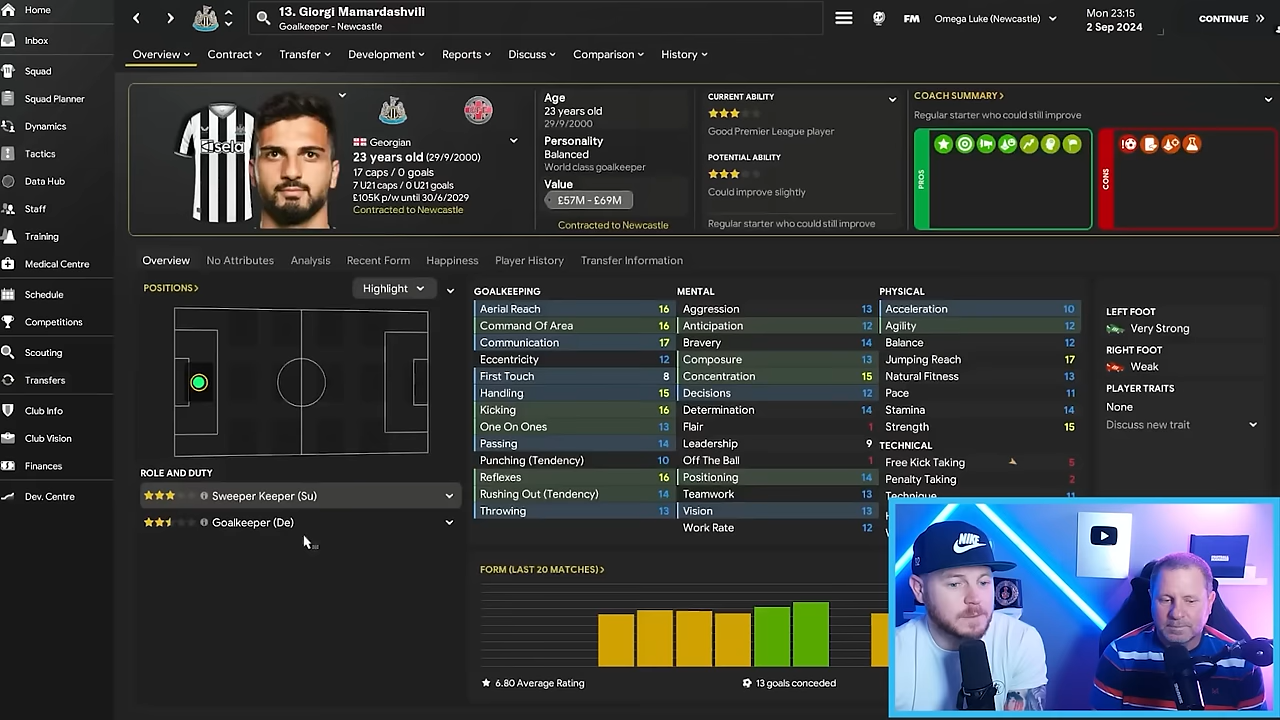 Home
Inbox
Squad
Squad Planner
Dynamics
Tactics
Data Hub
Staff
Training
Medical Centre
Schedule
Competitions
Scouting
Transfers
Club Info
Club Vision
Finances
Dev. Centre
13. Giorgi Mamardashvili
Goalkeeper - Newcastle
FM
Omega Luke (Newcastle)
Mon 23:15
2 Sep 2024
CONTINUE
Overview
Contract
Transfer
Development
Reports
Discuss
Comparison
History
sela
Georgian
23 years old (29/9/2000)
17 caps / 0 goals
7 U21 caps / 0 U21 goals
£105K p/w until 30/6/2029
Contracted to Newcastle
Age
23 years old
29/9/2000
Personality
Balanced
World class goalkeeper
Value
£57M - £69M
Contracted to Newcastle
CURRENT ABILITY
Good Premier League player
POTENTIAL ABILITY
Could improve slightly
Regular starter who could still improve
COACH SUMMARY >
Regular starter who could still improve
PROS
CONS
Overview
No Attributes
Analysis
Recent Form
Happiness
Player History
Transfer Information
POSITIONS >
Highlight
ROLE AND DUTY
Sweeper Keeper (Su)
Goalkeeper (De)
GOALKEEPING
Aerial Reach 16
Command Of Area 16
Communication 17
Eccentricity 12
First Touch 8
Handling 15
Kicking 16
One On Ones 13
Passing 14
Punching (Tendency) 10
Reflexes 16
Rushing Out (Tendency) 14
Throwing 13
MENTAL
Aggression 13
Anticipation 12
Bravery 14
Composure 13
Concentration 15
Decisions 12
Determination 14
Flair 1
Leadership 9
Off The Ball 1
Positioning 14
Teamwork 13
Vision 13
Work Rate 12
PHYSICAL
Acceleration 10
Agility 12
Balance 12
Jumping Reach 17
Natural Fitness 13
Pace 11
Stamina 14
Strength 15
TECHNICAL
Free Kick Taking 5
Penalty Taking 2
Technique 11
LEFT FOOT
Very Strong
RIGHT FOOT
Weak
PLAYER TRAITS
None
Discuss new trait
FORM (LAST 20 MATCHES) >
6.80 Average Rating
13 goals conceded
NIKE